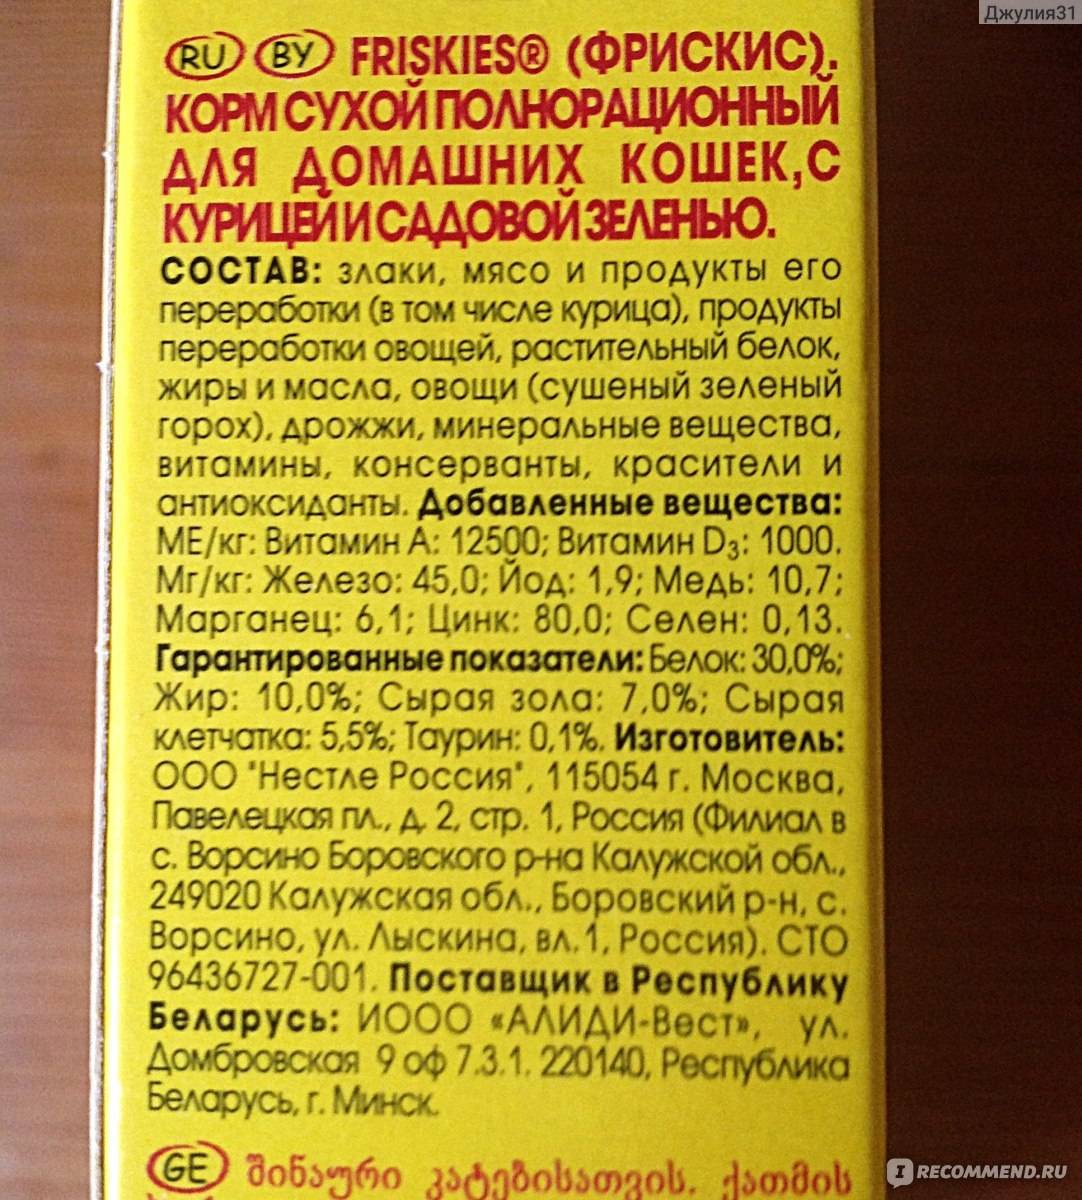 Джулия31
RU BY FRISKIES® (ФРИСКИС).
КОРМ СУХОЙ ПОЛНОРАЦИОННЫЙ
ДЛЯ ДОМАШНИХ КОШЕК, С
КУРИЦЕЙ И САДОВОЙ ЗЕЛЕНЬЮ.
СОСТАВ: злаки, мясо и продукты его
переработки (в том числе курица), продукты
переработки овощей, растительный белок,
жиры и масла, овощи (сушеный зеленый
горох), дрожжи, минеральные вещества,
витамины, консерванты, красители и
антиоксиданты. Добавленные вещества:
МЕ/кг: Витамин А: 12500; Витамин D3: 1000.
Мг/кг: Железо: 45,0; Йод: 1,9; Медь: 10,7;
Марганец: 6,1; Цинк: 80,0; Селен: 0,13.
Гарантированные показатели: Белок: 30,0%;
Жир: 10,0%; Сырая зола: 7,0%; Сырая
клетчатка: 5,5%; Таурин: 0,1%. Изготовитель:
ООО "Нестле Россия", 115054 г. Москва,
Павелецкая пл., д. 2, стр. 1, Россия (Филиал в
с. Ворсино Боровского р-на Калужской обл.,
249020 Калужская обл., Боровский р-н, с.
Ворсино, ул. Лыскина, вл.1, Россия). СТО
96436727-001. Поставщик в Республику
Беларусь: ИООО «АЛИДИ-Вест», ул.
Домбровская 9 оф 7.3.1. 220140, Республика
Беларусь, г. Минск.
GE შინაური კატებისათვის. ქათმის
IRECOMMEND.RU